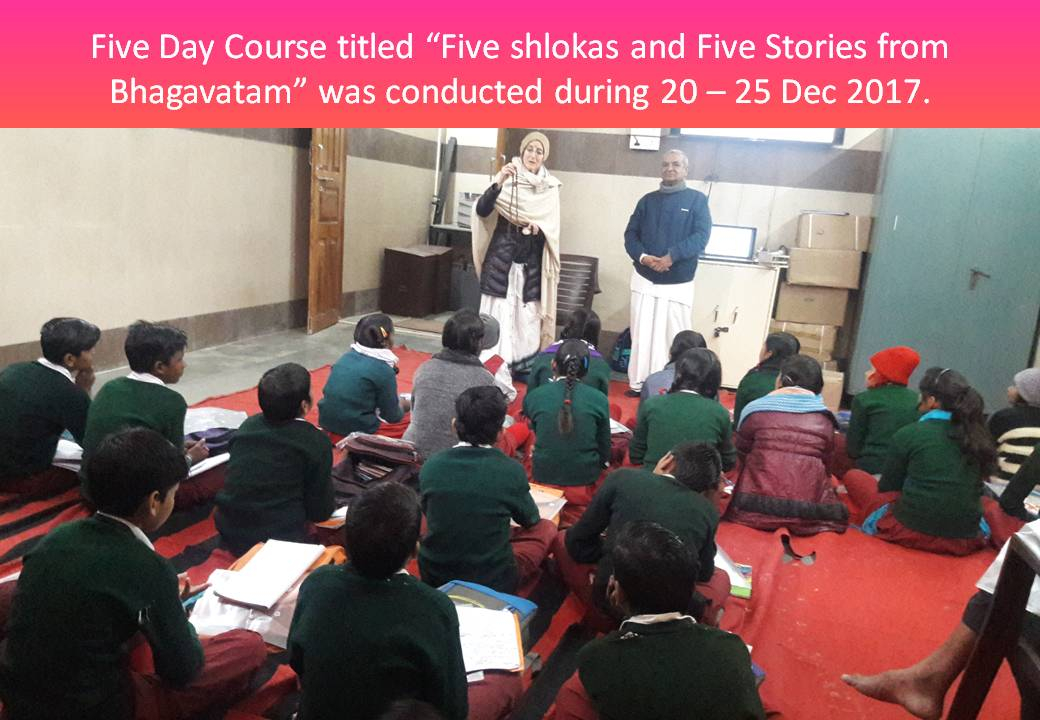 Five Day Course titled “Five shlokas and Five Stories from
Bhagavatam” was conducted during 20 – 25 Dec 2017.